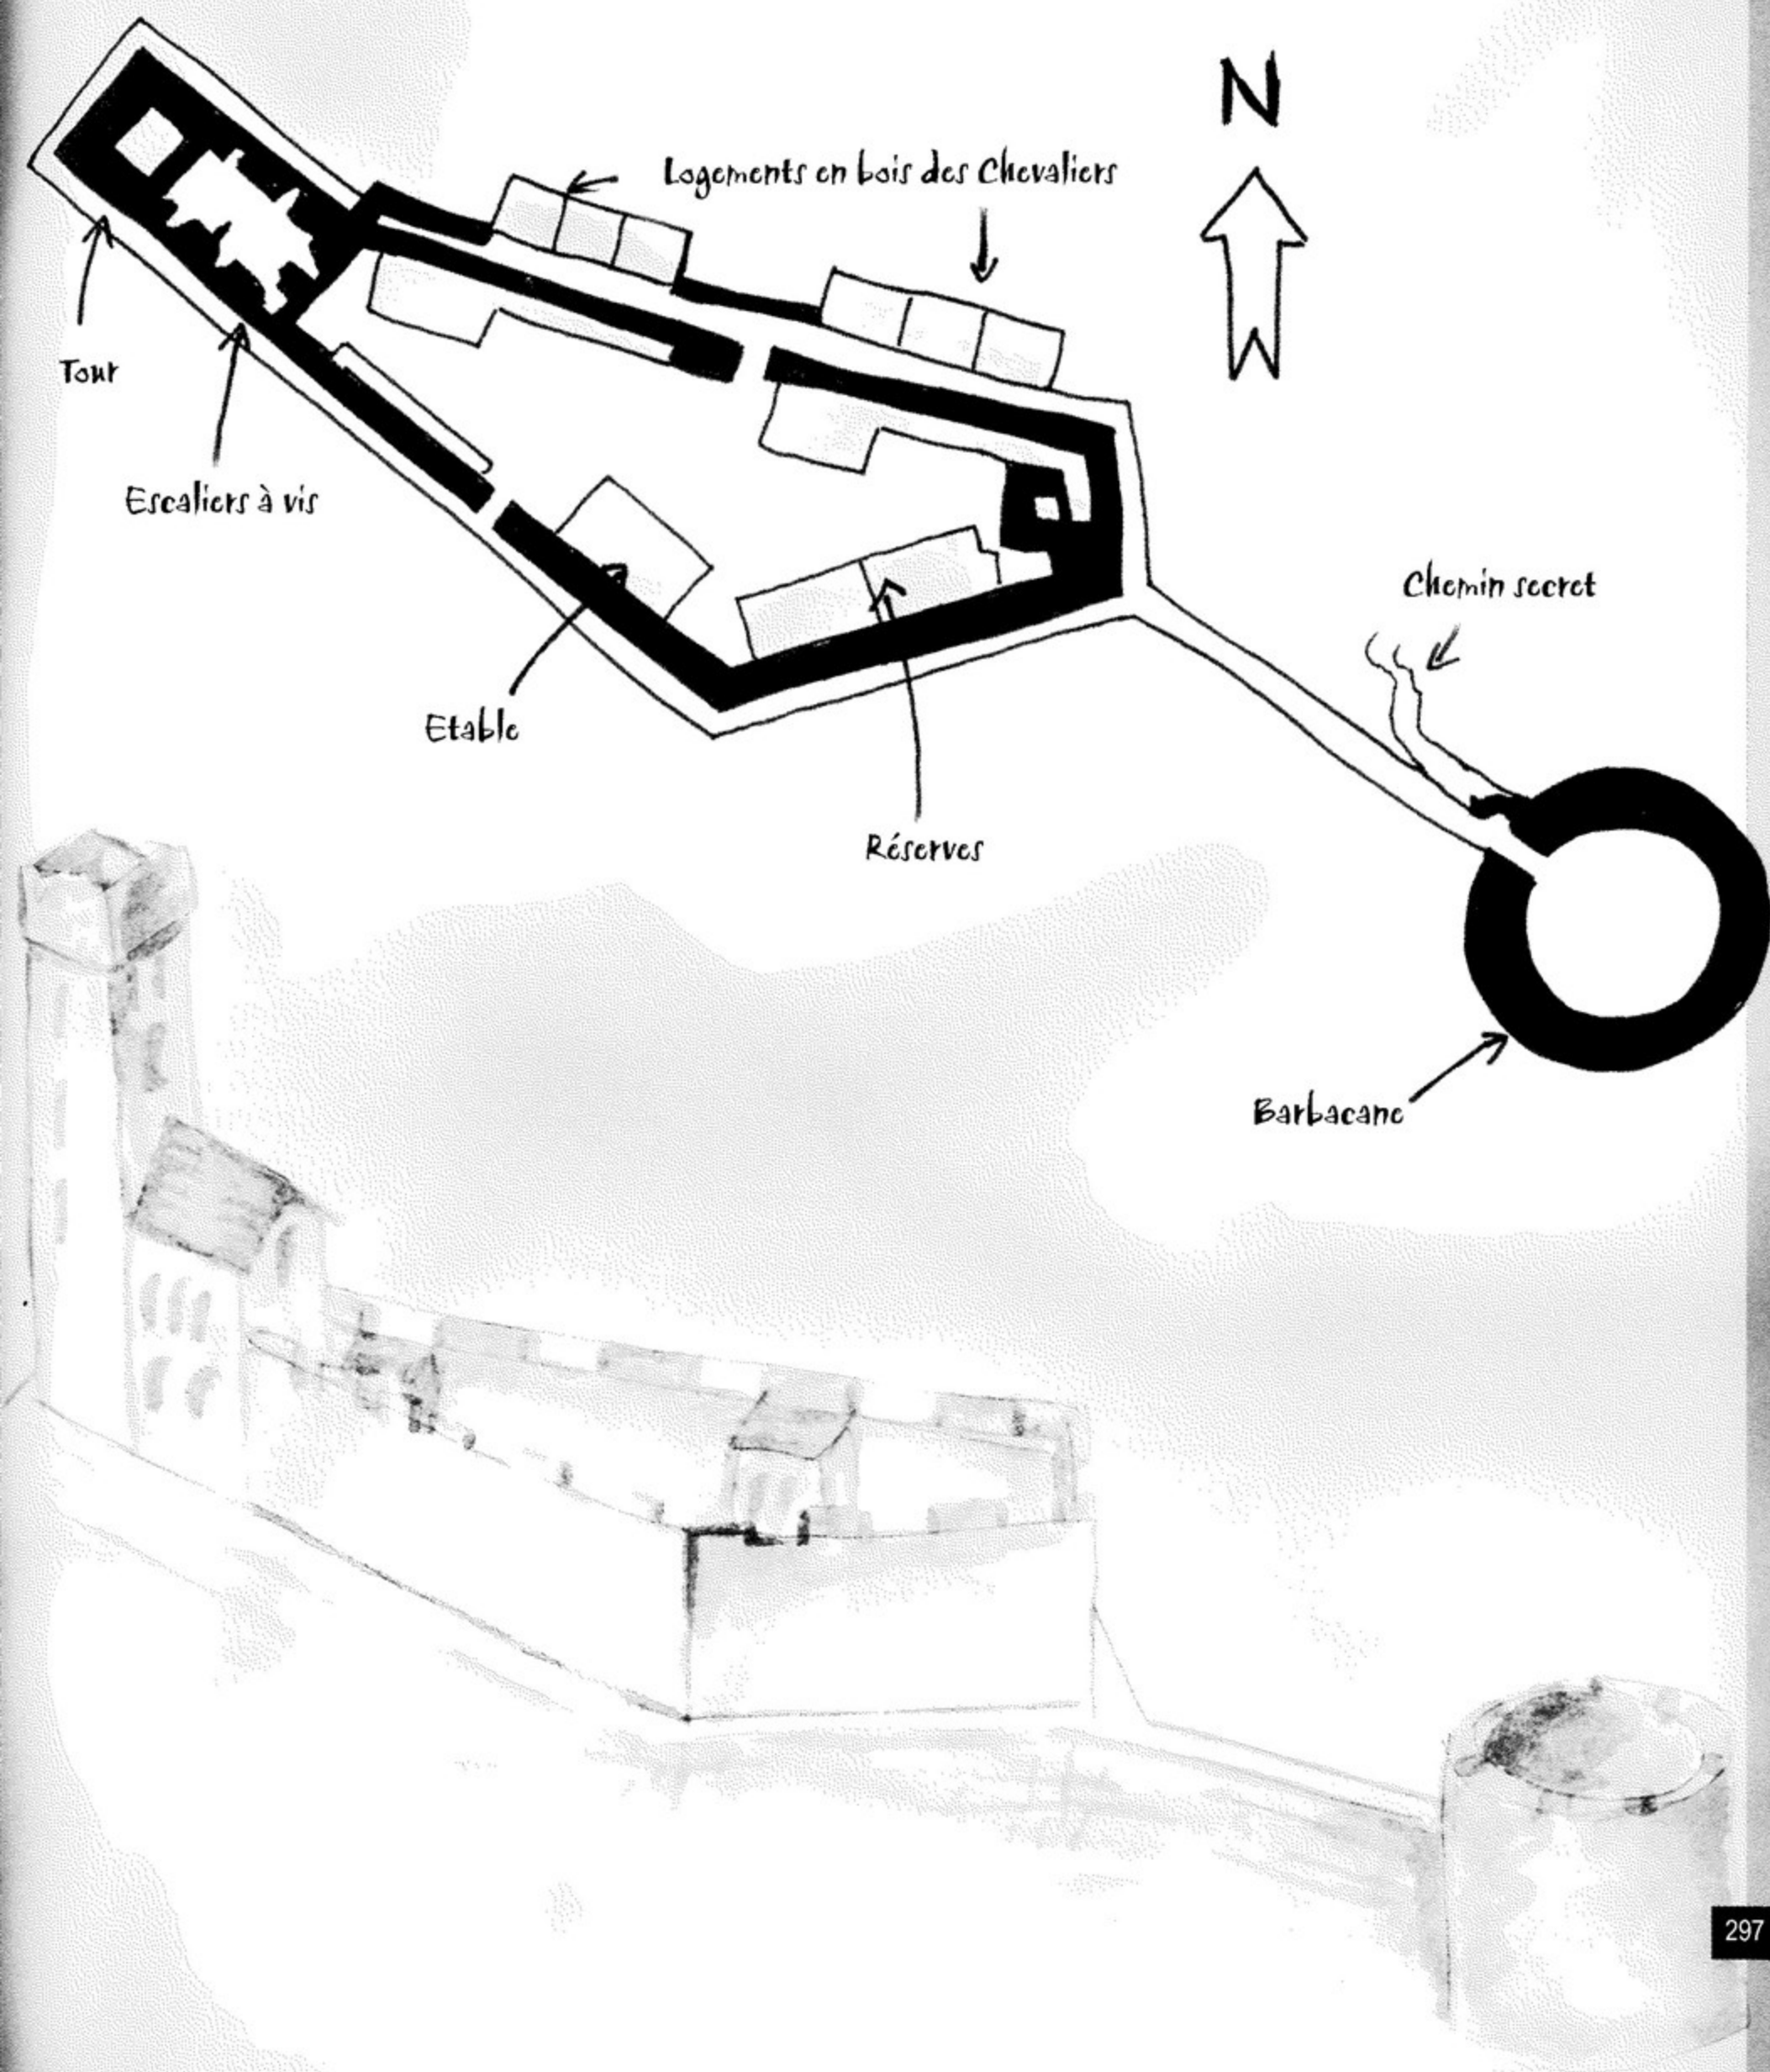 N
Logements en bois des Chevaliers
Tour
Escaliers à vis
Chemin secret
Etable
Réserves
Barbacane
297